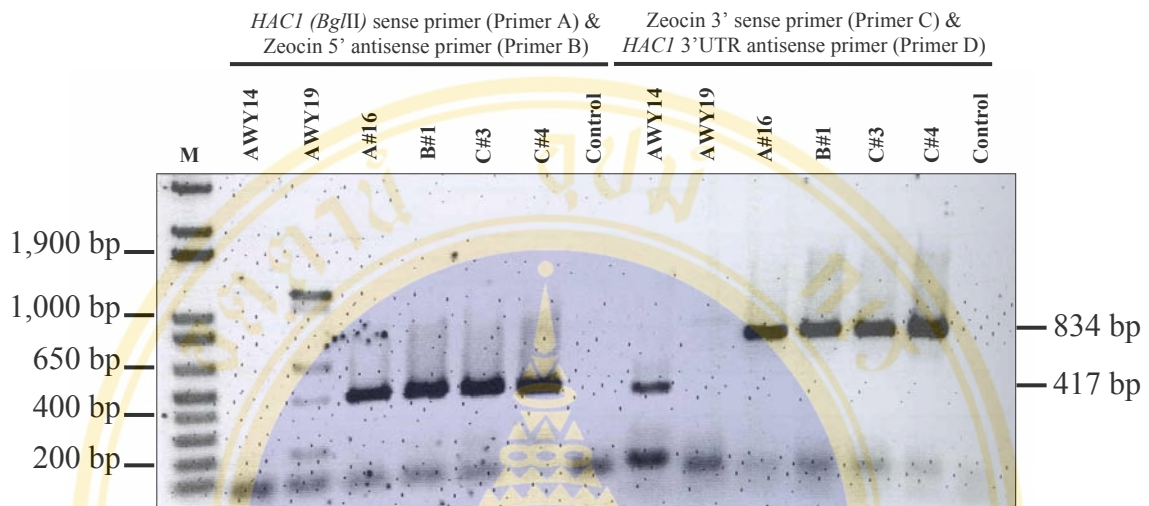 HAC1 (BglII) sense primer (Primer A) &
Zeocin 5' antisense primer (Primer B)
Zeocin 3' sense primer (Primer C) &
HAC1 3'UTR antisense primer (Primer D)
M
AWY14
AWY19
A#16
B#1
C#3
C#4
Control
AWY14
AWY19
A#16
B#1
C#3
C#4
Control
1,900 bp
1,000 bp
650 bp
400 bp
200 bp
834 bp
417 bp